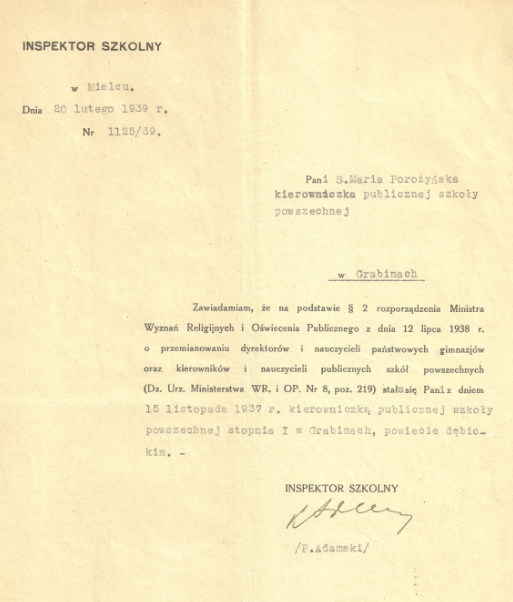 INSPEKTOR SZKOLNY
w Mielcu.
Dnia 20 lutego 1939 r.
Nr 1125/39.
Pani S.Maria Porożyńska
kierowniczka publicznej szkoły
powszechnej
w Grabinach
Zawiadamiam, że na podstawie § 2 rozporządzenia Ministra
Wyznań Religijnych i Oświecenia Publicznego z dnia 12 lipca 1938 r.
o przemianowaniu dyrektorów i nauczycieli państwowych gimnazjów
oraz kierowników i nauczycieli publicznych szkół powszechnych
(Dz. Urz. Ministerstwa WR. i OP. Nr 8, poz. 219) stałasię Pani z dniem
15 listopada 1937 r. kierowniczką publicznej szkoły
powszechnej stopnia I w Grabinach, powiecie dębic-
kim. -
INSPEKTOR SZKOLNY
/P.Adamski/